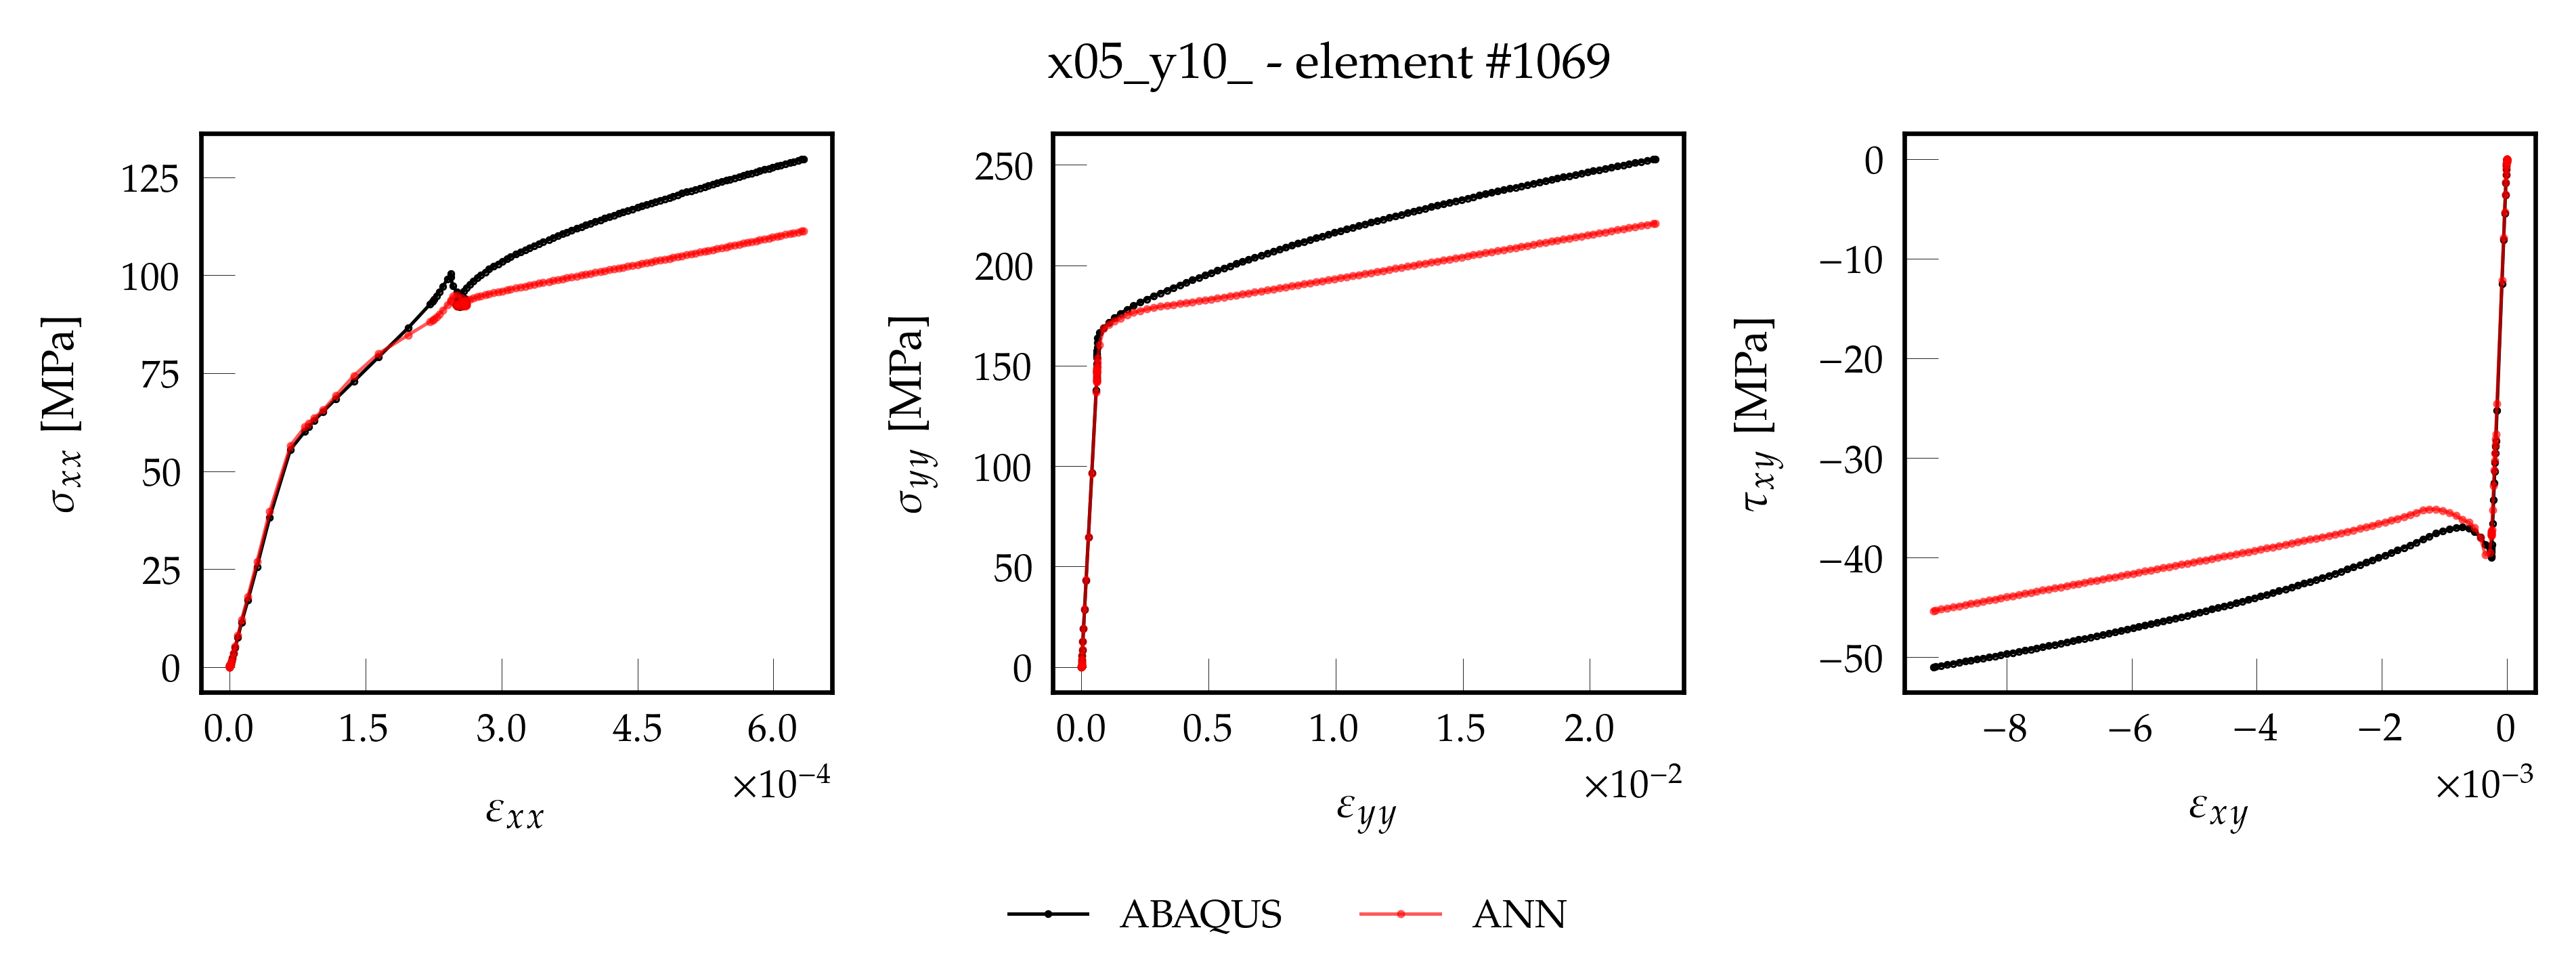 x05_y10_ - element #1069
σxx [MPa]
125
100
75
50
25
0
0.0 1.5 3.0 4.5 6.0
×10−4
εxx
σyy [MPa]
250
200
150
100
50
0
0.0 0.5 1.0 1.5 2.0
×10−2
εyy
τxy [MPa]
0
−10
−20
−30
−40
−50
−8 −6 −4 −2 0
×10−3
εxy
ABAQUS ANN